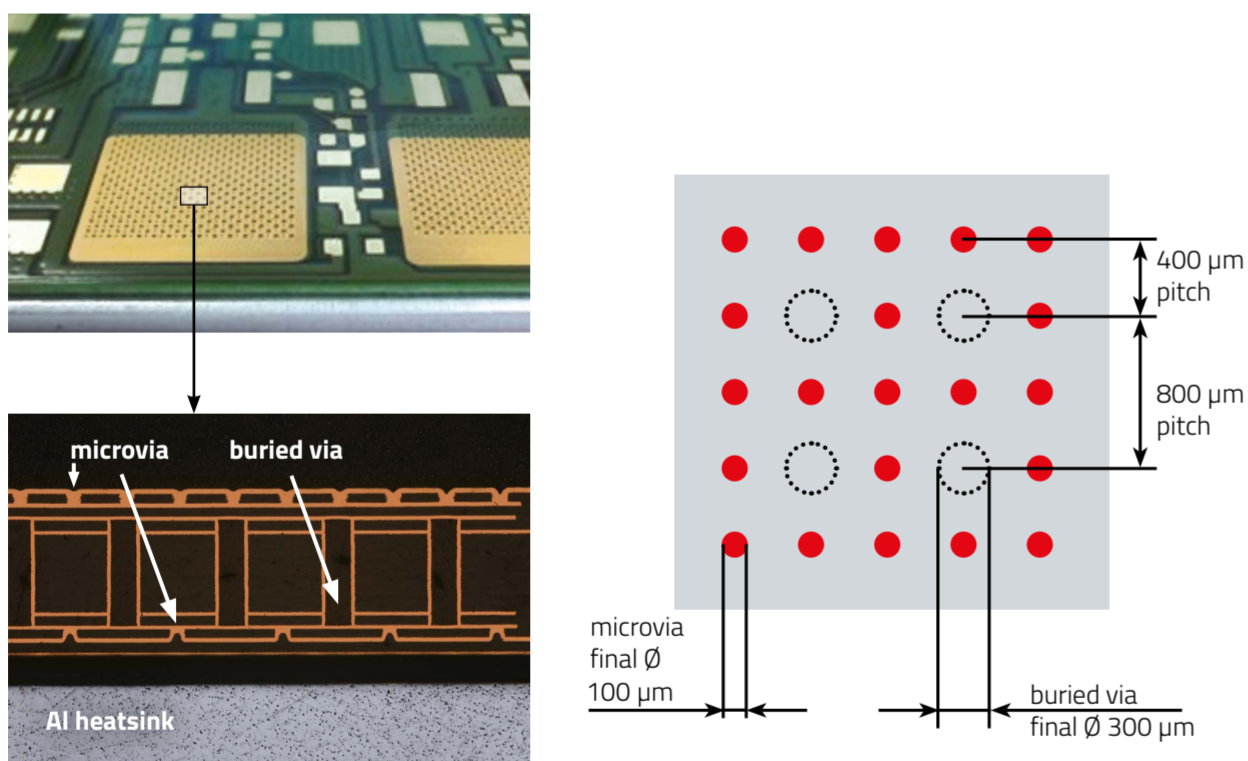 microvia
buried via
Al heatsink
400 µm
pitch
800 µm
pitch
microvia
final Ø
100 µm
buried via
final Ø 300 µm